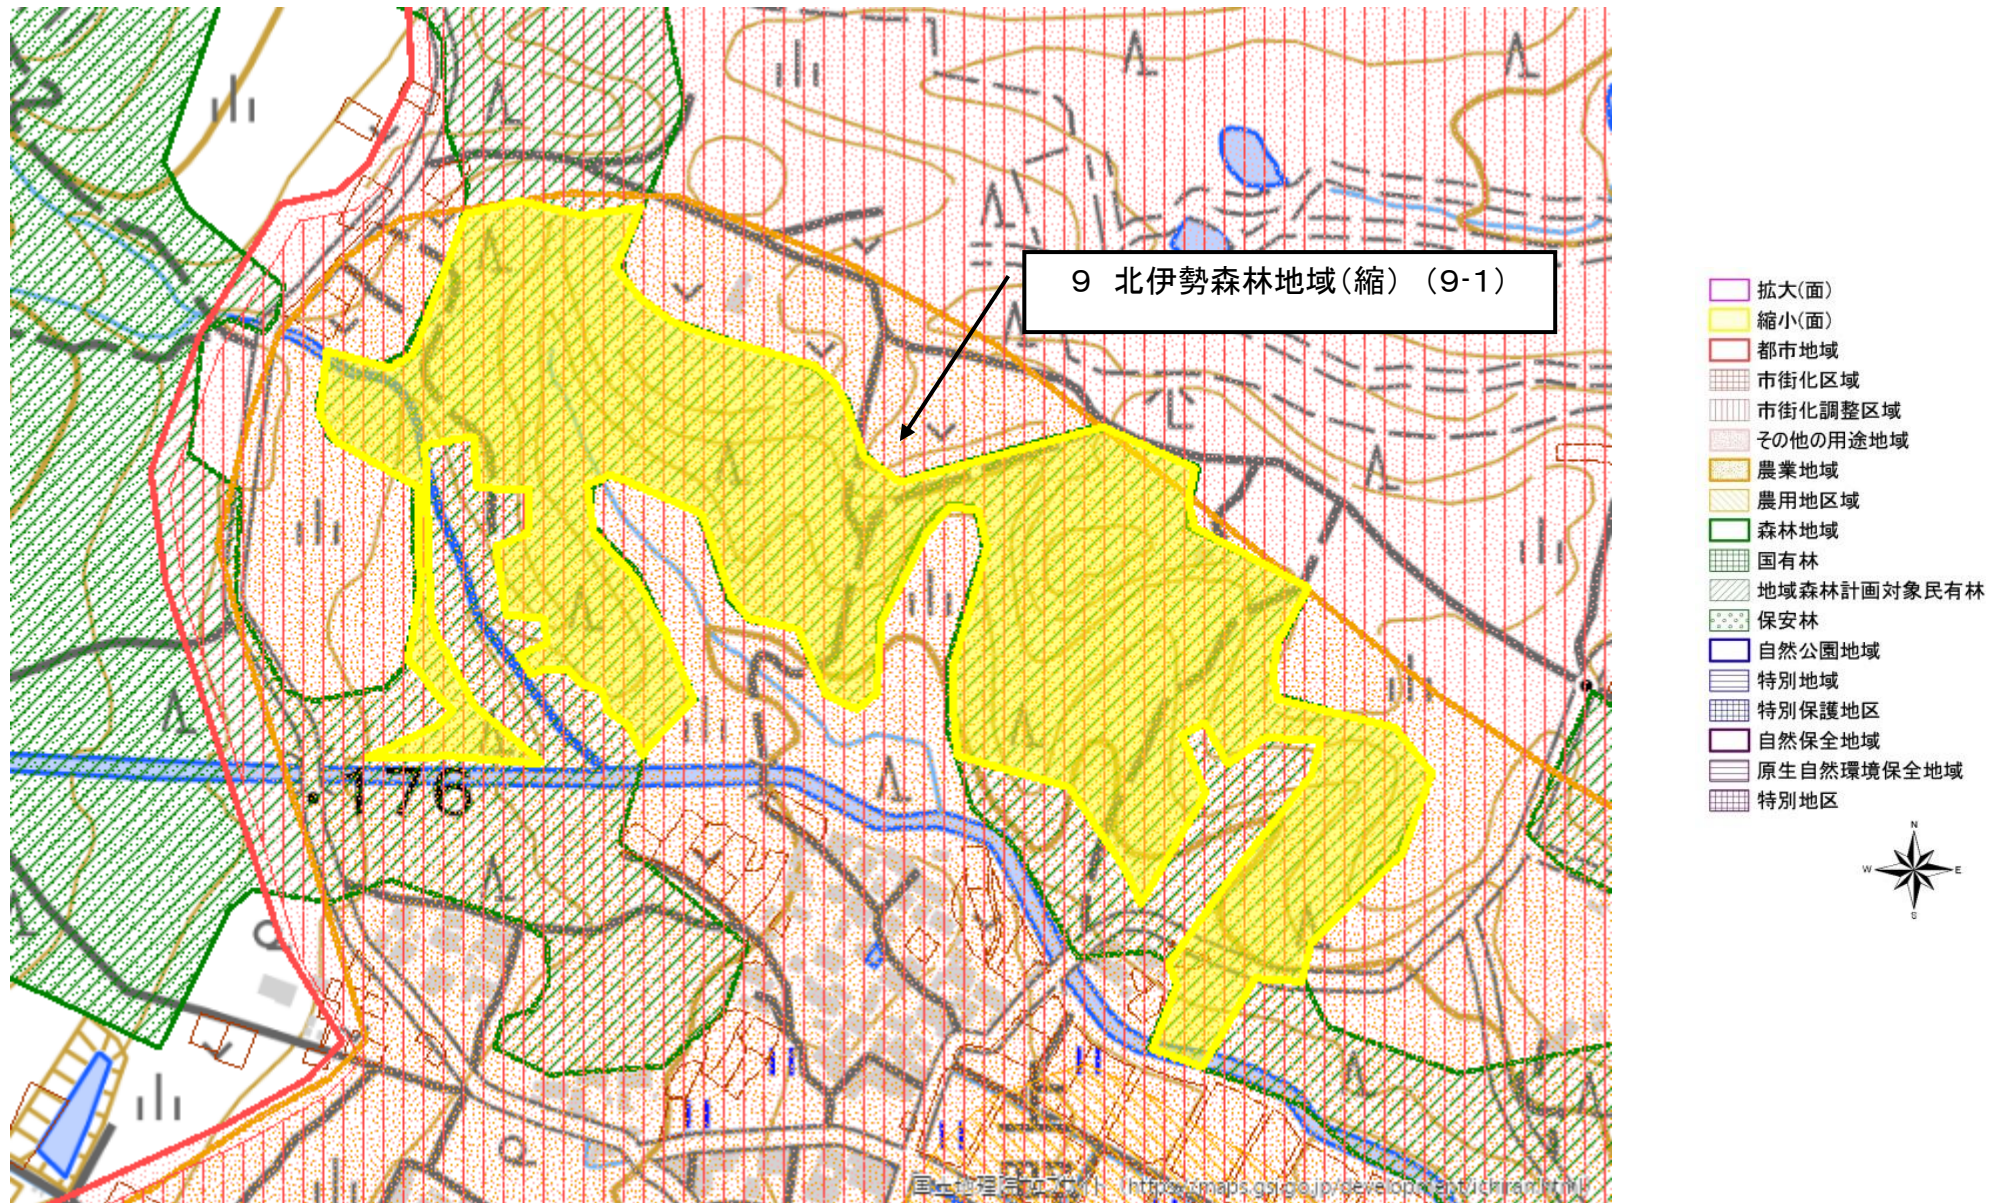 ９　北伊勢森林地域（縮）（9-1）
拡大(面)
縮小(面)
都市地域
市街化区域
市街化調整区域
その他の用途地域
農業地域
農用地区域
森林地域
国有林
地域森林計画対象民有林
保安林
自然公園地域
特別地域
特別保護地区
自然保全地域
原生自然環境保全地域
特別地区
N
W
E
S
176